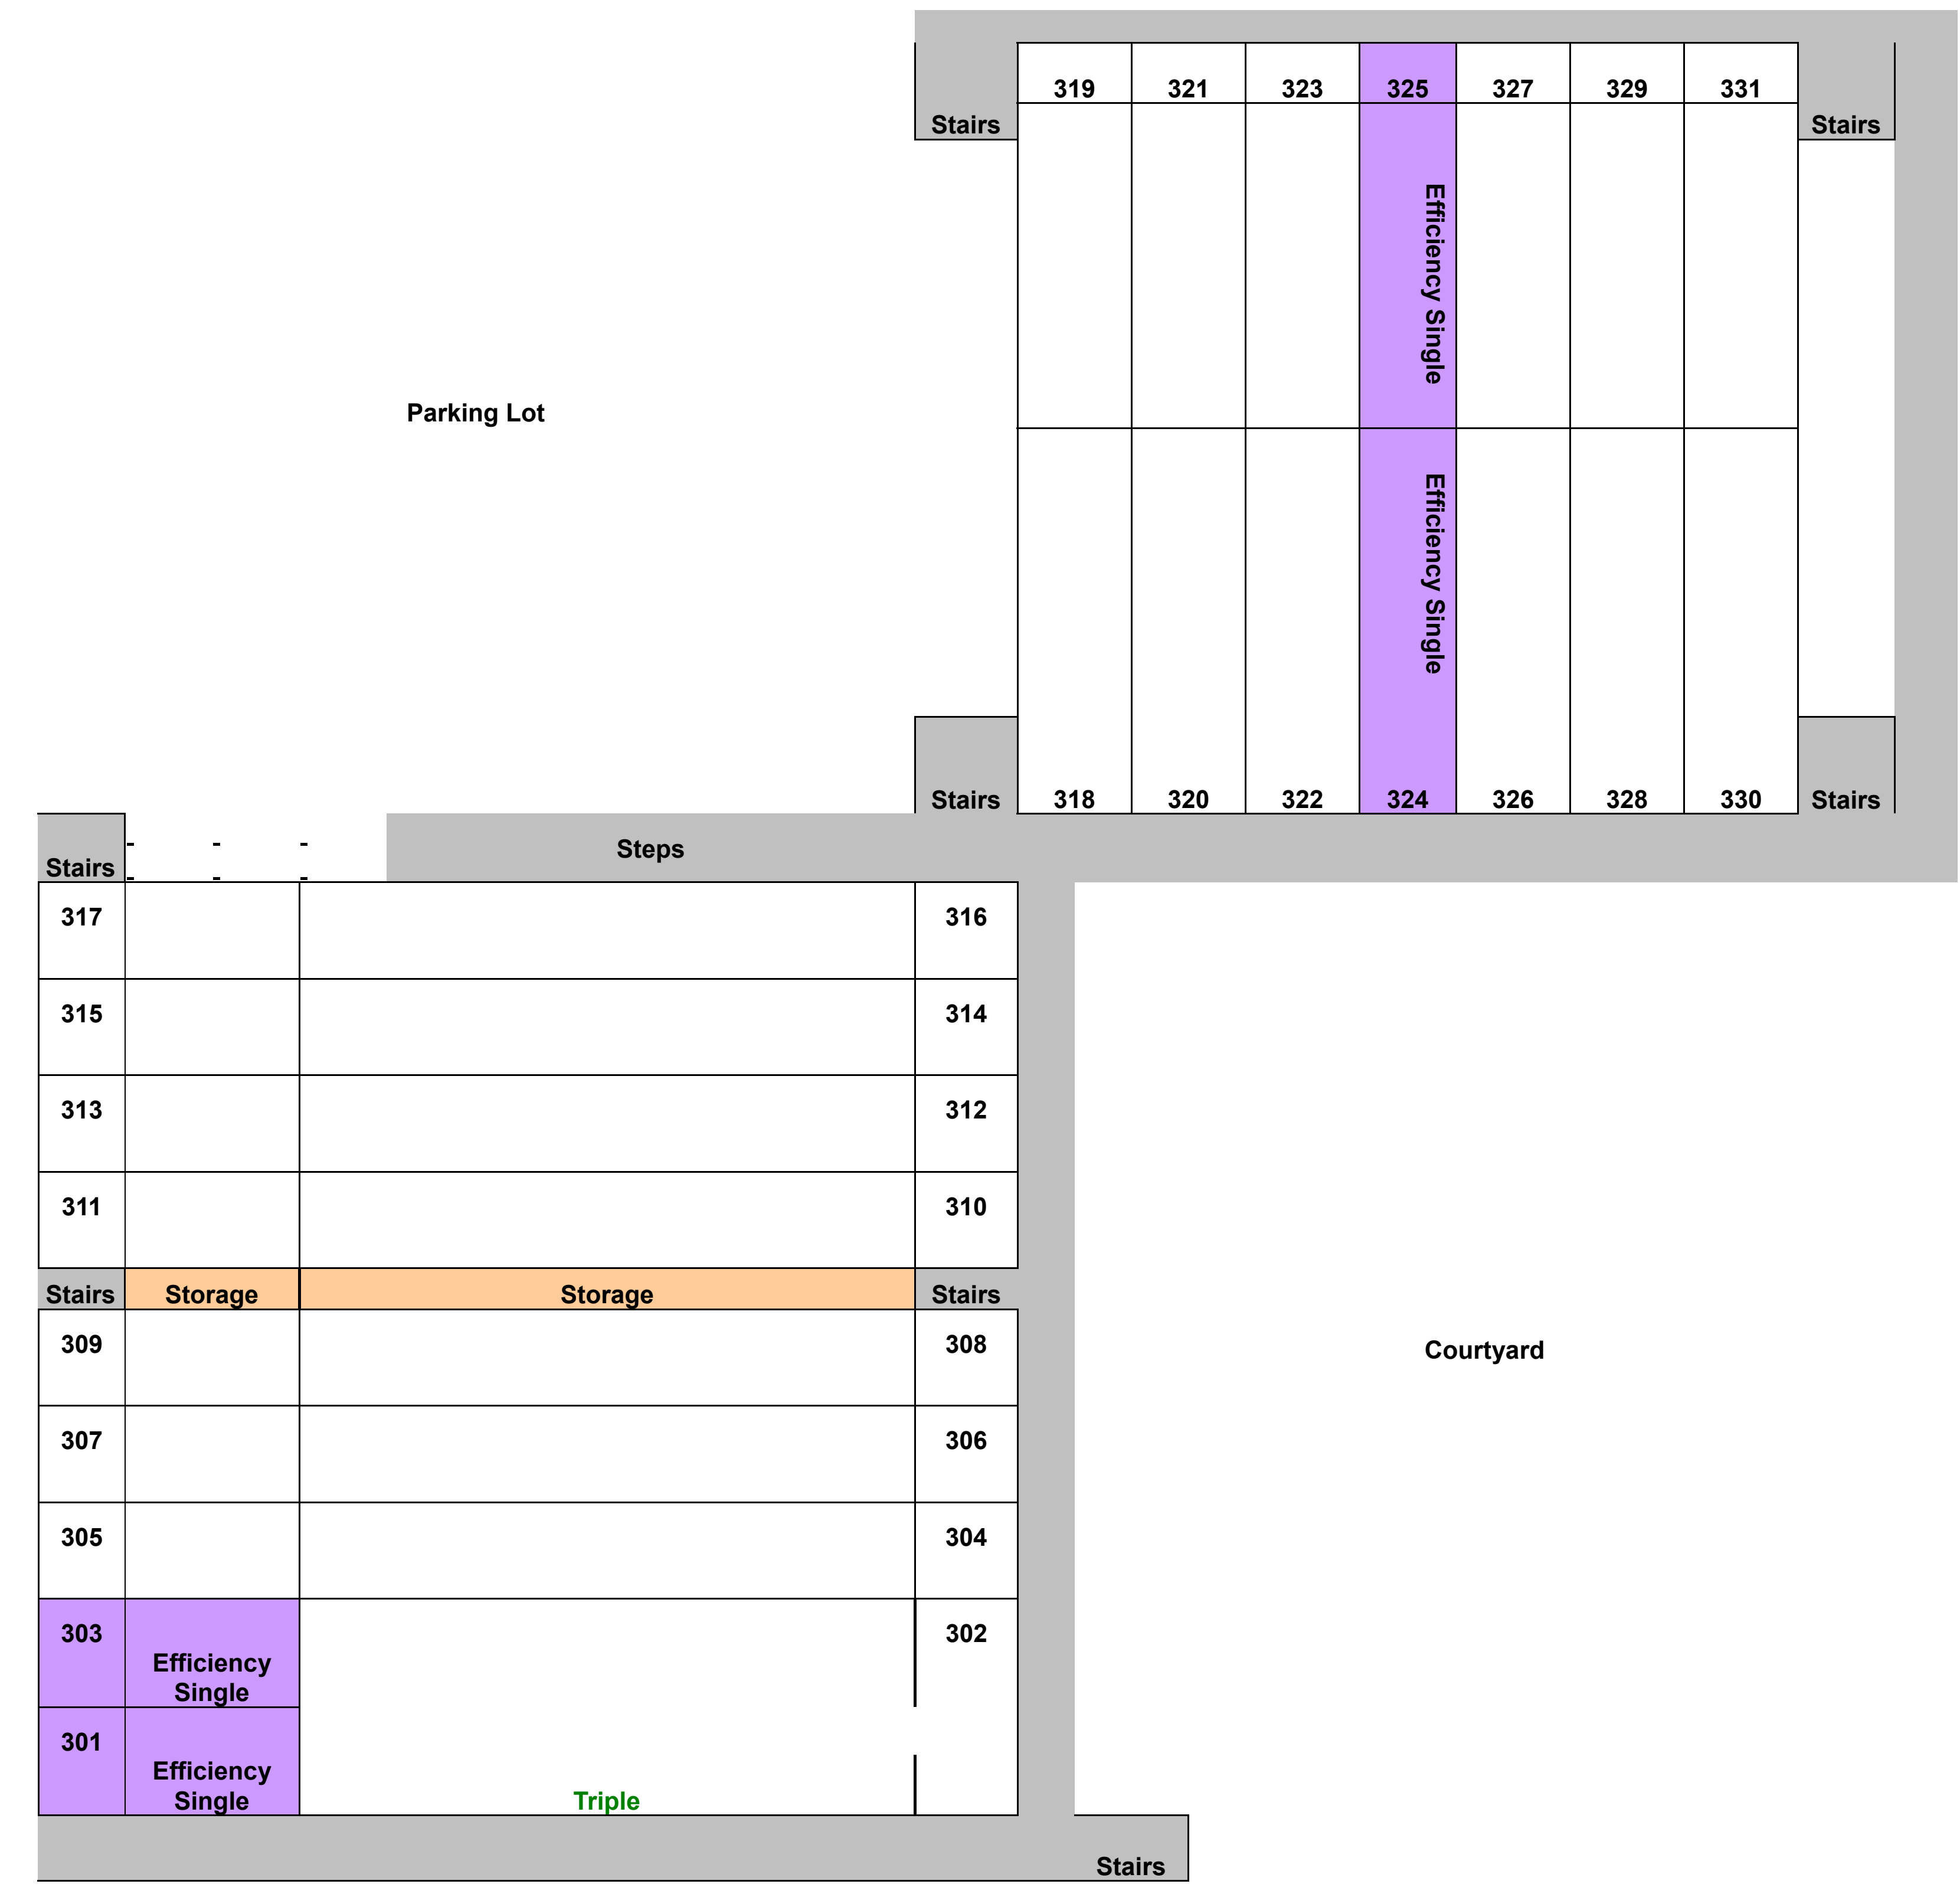 319 321 323 325 327 329 331
Stairs Stairs
Efficiency Single
Parking Lot
Efficiency Single
Stairs 318 320 322 324 326 328 330 Stairs
- - -
Steps
Stairs - - -
317 316
315 314
313 312
311 310
Stairs Storage Storage Stairs
309 308
Courtyard
307 306
305 304
303 302
Efficiency
Single
301
Efficiency
Single Triple
Stairs